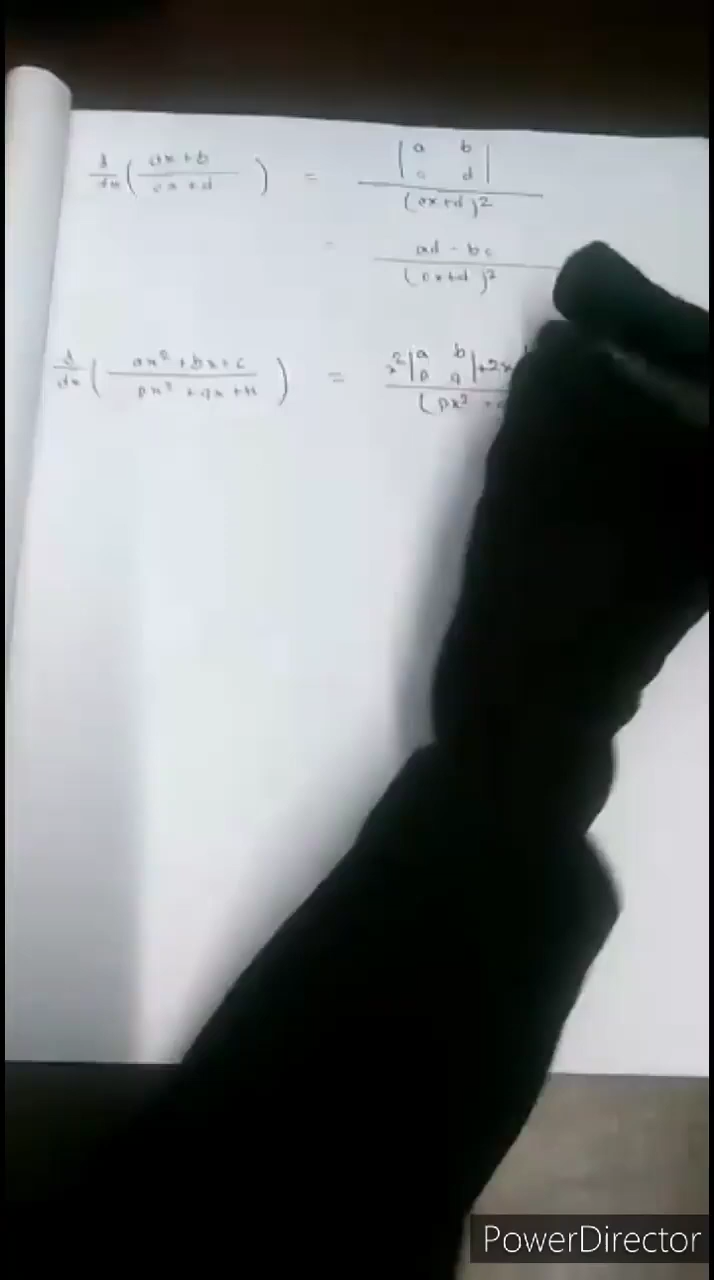 d/dx ( ax+b / cx+d ) = | a b | | c d | / (cx+d)²
= ad - bc / (cx+d)²
d/dx ( ax² + bx + c / px² + qx + r ) = x² | a b | | p q | + 2x / (px² +
PowerDirector